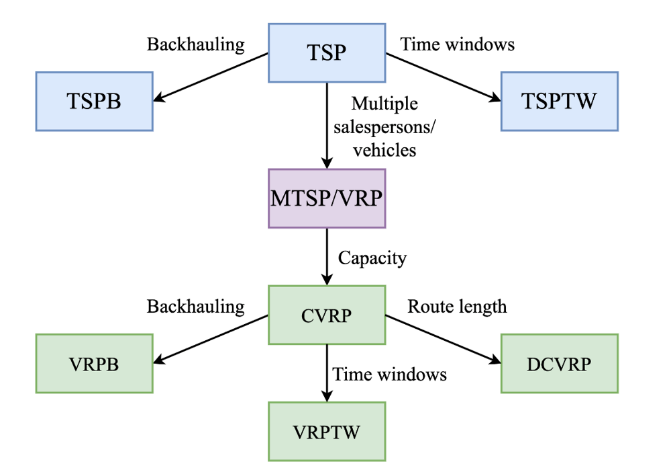 Backhauling
TSP
Time windows
TSPB
TSPTW
Multiple
salespersons/
vehicles
MTSP/VRP
Capacity
Backhauling
CVRP
Route length
VRPB
DCVRP
Time windows
VRPTW